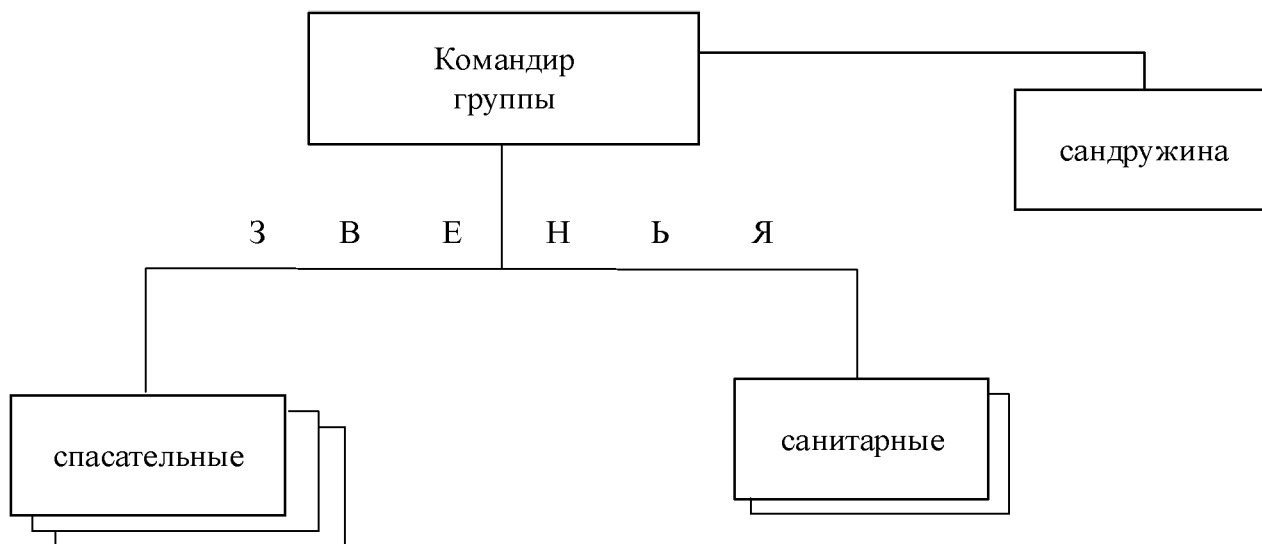 Командир
группы
сандружина
З В Е Н Ь Я
спасательные
санитарные